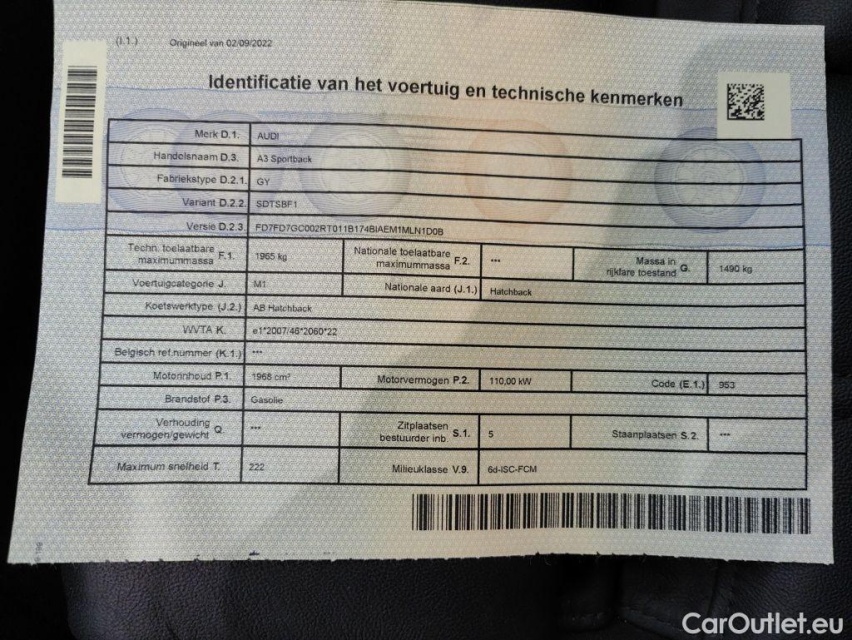 (I.1.) Origineel van 02/09/2022
Identificatie van het voertuig en technische kenmerken
Merk D.1. AUDI
Handelsnaam D.3. A3 Sportback
Fabriekstype D.2.1. GY
Variant D.2.2. SDTSBF1
Versie D.2.3. FD7FD7GC002RT011B174BIAEM1MLN1D0B
Techn. toelaatbare maximummassa F.1. 1965 kg Nationale toelaatbare maximummassa F.2. *** Massa in rijklare toestand G. 1490 kg
Voertuigcategorie J. M1 Nationale aard (J.1.) Hatchback
Koetswerktype (J.2.) AB Hatchback
WVTA K. e1*2007/46*2060*22
Belgisch ref.nummer (K.1.) ***
Motorinhoud P.1. 1968 cm³ Motorvermogen P.2. 110,00 kW Code (E.1.) 953
Brandstof P.3. Gasolie
Verhouding vermogen/gewicht Q. *** Zitplaatsen bestuurder inb. S.1. 5 Staanplaatsen S.2. ***
Maximum snelheid T. 222 Milieuklasse V.9. 6d-ISC-FCM
CarOutlet.eu